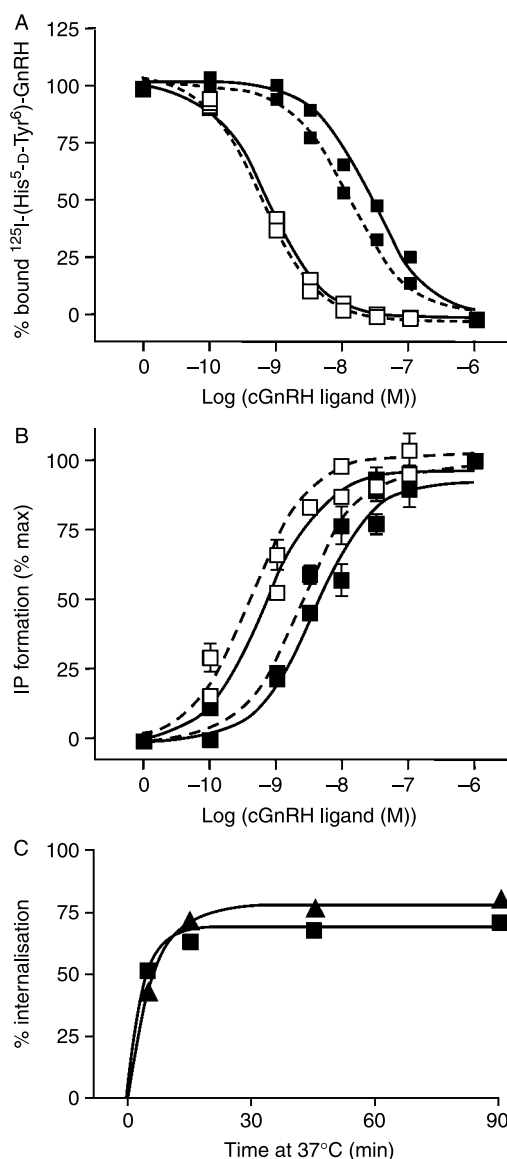 A
125
100
75
50
25
0
% bound ¹²⁵I-(His⁵-D-Tyr⁶)-GnRH
0 –10 –9 –8 –7 –6
Log (cGnRH ligand (M))
B
100
75
50
25
0
IP formation (% max)
0 –10 –9 –8 –7 –6
Log (cGnRH ligand (M))
C
100
75
50
25
0
% internalisation
0 30 60 90
Time at 37°C (min)